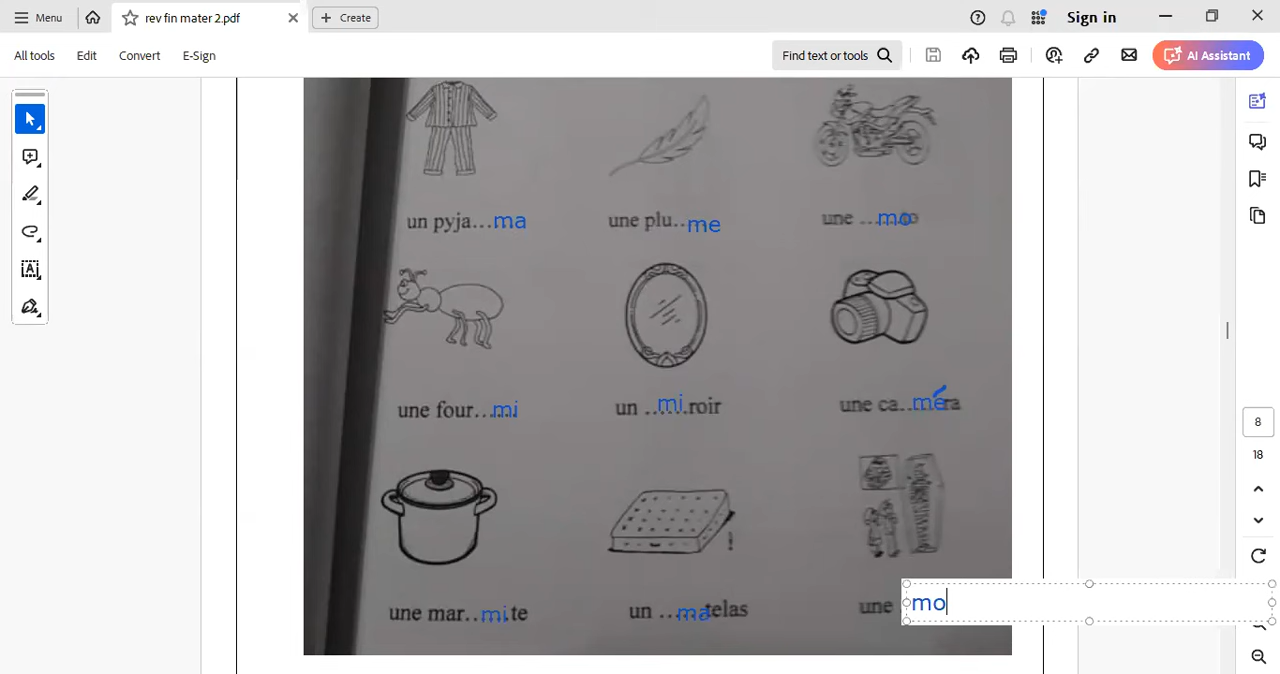 Menu
rev fin mater 2.pdf
Create
Sign in
All tools
Edit
Convert
E-Sign
Find text or tools
AI Assistant
un pyja...ma
une plu..me
une ...mo
une four...mi
un ...mi.roir
une ca..méra
une mar..mi.te
un ...matelas
une mo
8
18